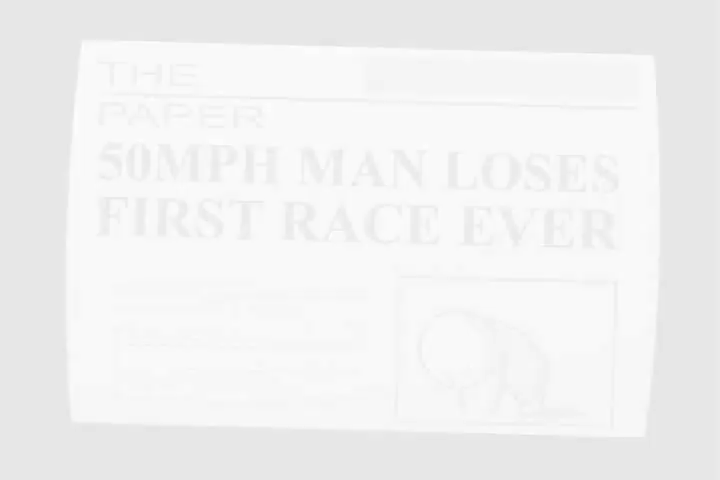 THE
PAPER
50MPH MAN LOSES
FIRST RACE EVER